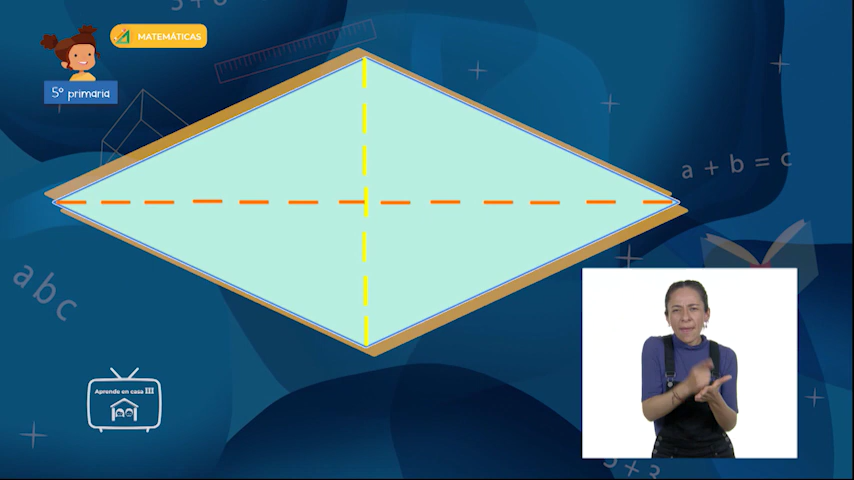 MATEMÁTICAS
5° primaria
a + b = c
abc
Aprende en casa III